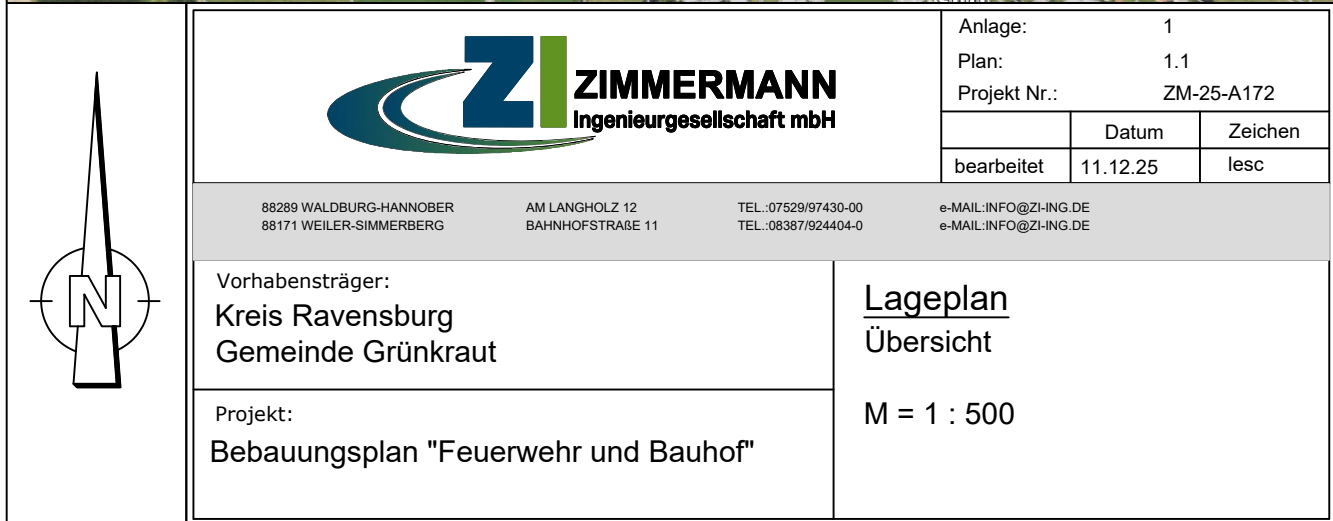 Anlage: 1
Plan: 1.1
Projekt Nr.: ZM-25-A172
Datum Zeichen
bearbeitet 11.12.25 lesc
ZI ZIMMERMANN
Ingenieurgesellschaft mbH
88289 WALDBURG-HANNOBER AM LANGHOLZ 12 TEL.:07529/97430-00 e-MAIL:INFO@ZI-ING.DE
88171 WEILER-SIMMERBERG BAHNHOFSTRAßE 11 TEL.:08387/924404-0 e-MAIL:INFO@ZI-ING.DE
N
Vorhabensträger:
Kreis Ravensburg
Gemeinde Grünkraut
Projekt:
Bebauungsplan "Feuerwehr und Bauhof"
Lageplan
Übersicht
M = 1 : 500